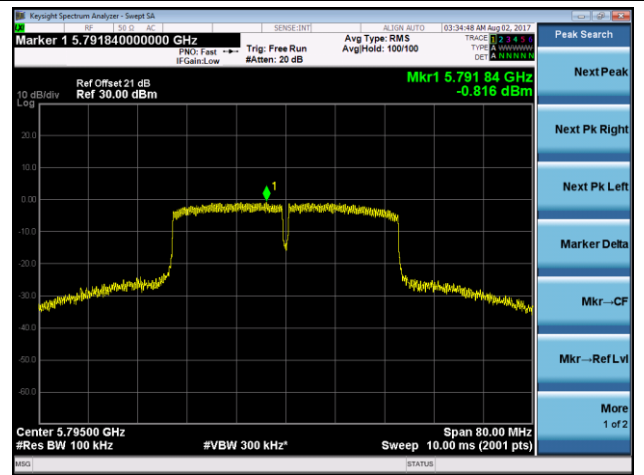 Keysight Spectrum Analyzer - Swept SA
RF 50 Ω AC SENSE:INT ALIGN AUTO 03:34:48 AM Aug 02, 2017
Marker 1 5.791840000000 GHz
PNO: Fast
IFGain:Low
Trig: Free Run
#Atten: 20 dB
Avg Type: RMS
Avg|Hold: 100/100
TRACE 1 2 3 4 5 6
TYPE A WWWWW
DET A NNNNN
Ref Offset 21 dB
10 dB/div Ref 30.00 dBm
Log
Mkr1 5.791 84 GHz
-0.816 dBm
20.0
10.0
0.00
-10.0
-20.0
-30.0
-40.0
-50.0
-60.0
1
Center 5.79500 GHz Span 80.00 MHz
#Res BW 100 kHz #VBW 300 kHz* Sweep 10.00 ms (2001 pts)
MSG STATUS
Peak Search
Next Peak
Next Pk Right
Next Pk Left
Marker Delta
Mkr→CF
Mkr→Ref Lvl
More
1 of 2